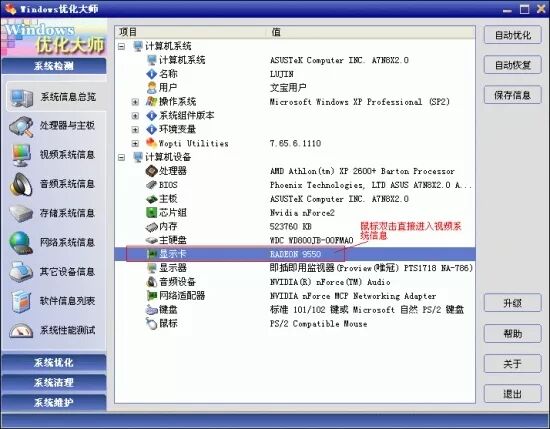 Windows优化大师
Windows
优化大师
系统检测
系统信息总览
处理器与主板
视频系统信息
音频系统信息
存储系统信息
网络系统信息
其它设备信息
软件信息列表
系统性能测试
系统优化
系统清理
系统维护
项目 值
计算机系统
计算机系统 ASUSTeK Computer INC. A7N8X2.0
名称 LUJIN
用户 文宝用户
操作系统 Microsoft Windows XP Professional (SP2)
系统组件版本
环境变量
Wopti Utilities 7.65.6.1110
计算机设备
处理器 AMD Athlon(tm) XP 2600+ Barton Processor
BIOS Phoenix Technologies, LTD ASUS A7N8X2.0 A...
主板 ASUSTeK Computer INC. A7N8X2.0
芯片组 Nvidia nForce2
内存 523760 KB
主硬盘 WDC WD800JB-00FMA0
显示卡 RADEON 9550
显示器 即插即用监视器(Proview(唯冠) PTS1718 NA-786)
音频设备 NVIDIA(R) nForce(TM) Audio
网络适配器 NVIDIA nForce MCP Networking Adapter
键盘 标准 101/102 键或 Microsoft 自然 PS/2 键盘
鼠标 PS/2 Compatible Mouse
鼠标双击直接进入视频
系统信息
自动优化
自动恢复
保存信息
升级
帮助
关于
退出